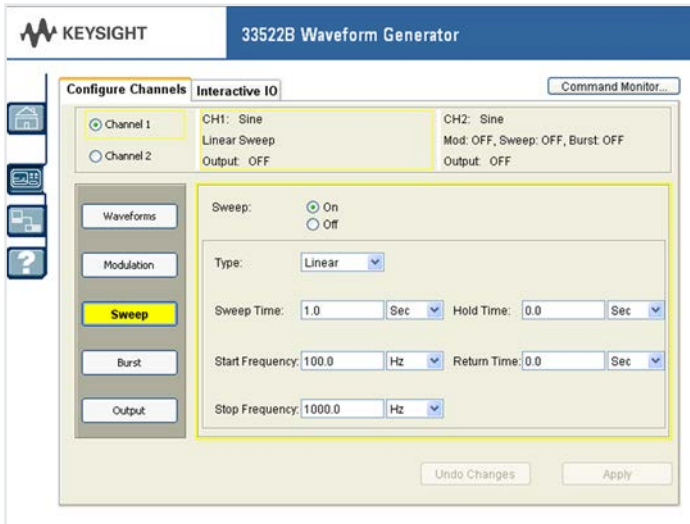 KEYSIGHT
33522B Waveform Generator
Configure Channels
Interactive IO
Command Monitor...
Channel 1
Channel 2
CH1: Sine
Linear Sweep
Output: OFF
CH2: Sine
Mod: OFF, Sweep: OFF, Burst: OFF
Output: OFF
Waveforms
Modulation
Sweep
Burst
Output
Sweep:
On
Off
Type:
Linear
Sweep Time: 1.0 Sec
Hold Time: 0.0 Sec
Start Frequency: 100.0 Hz
Return Time: 0.0 Sec
Stop Frequency: 1000.0 Hz
Undo Changes
Apply